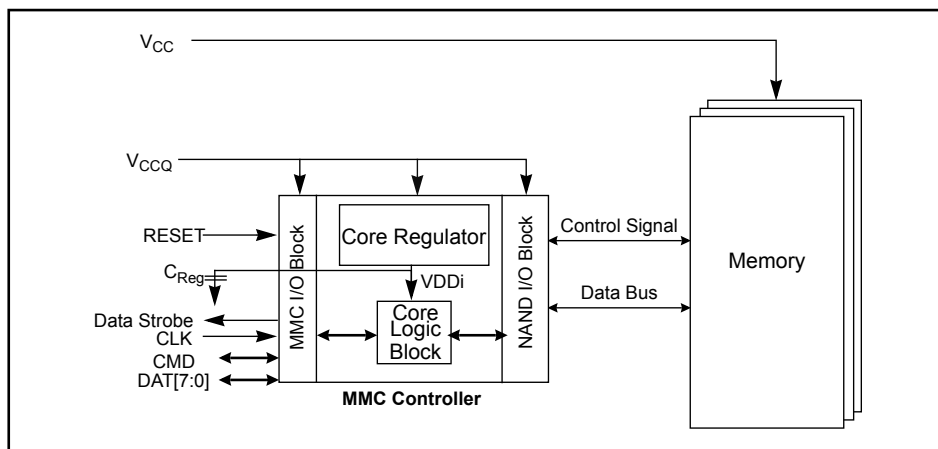 VCC
VCCQ
RESET
CReg
Data Strobe
CLK
CMD
DAT[7:0]
MMC I/O Block
Core Regulator
VDDi
Core
Logic
Block
NAND I/O Block
MMC Controller
Control Signal
Data Bus
Memory